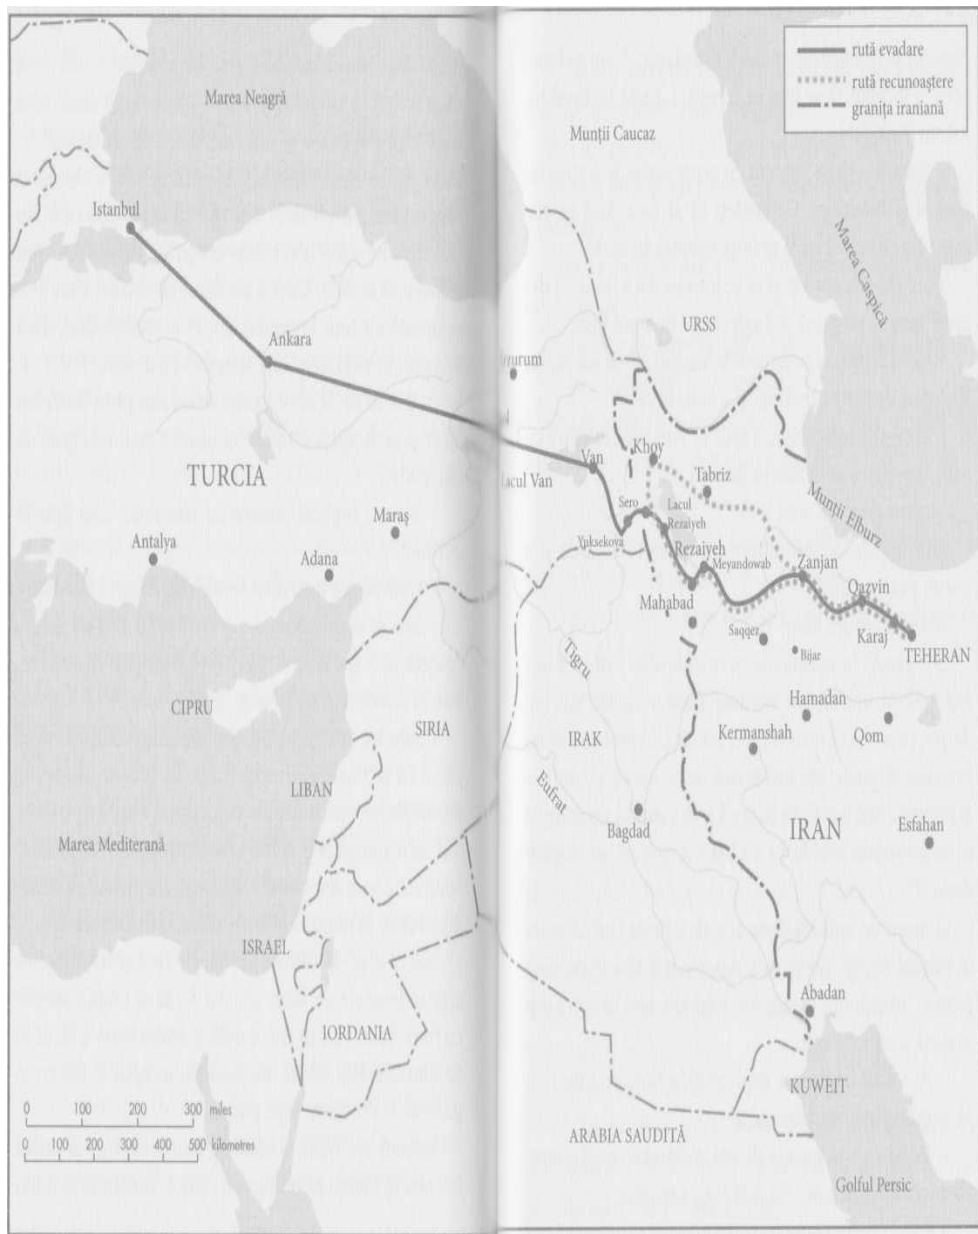 rută evadare
rută recunoaștere
granița iraniană
Marea Neagră
Munții Caucaz
Istanbul
Marea Caspică
URSS
Ankara
Van
Lacul Van
Khoy
Tabriz
TURCIA
Sero
Lacul
Rezaiyeh
Munții Elburz
Maraș
Antalya
Adana
Yuksekova
Rezaiyeh
Meyandowab
Zanjan
Mahabad
Qazvin
Saqqez
Karaj
TEHERAN
Bijar
Tigru
CIPRU
SIRIA
IRAK
Hamadan
Kermanshah
Qom
LIBAN
Eufrat
Bagdad
IRAN
Esfahan
Marea Mediterană
ISRAEL
Abadan
IORDANIA
KUWEIT
0 100 200 300 miles
0 100 200 300 400 500 kilometres
ARABIA SAUDITĂ
Golful Persic